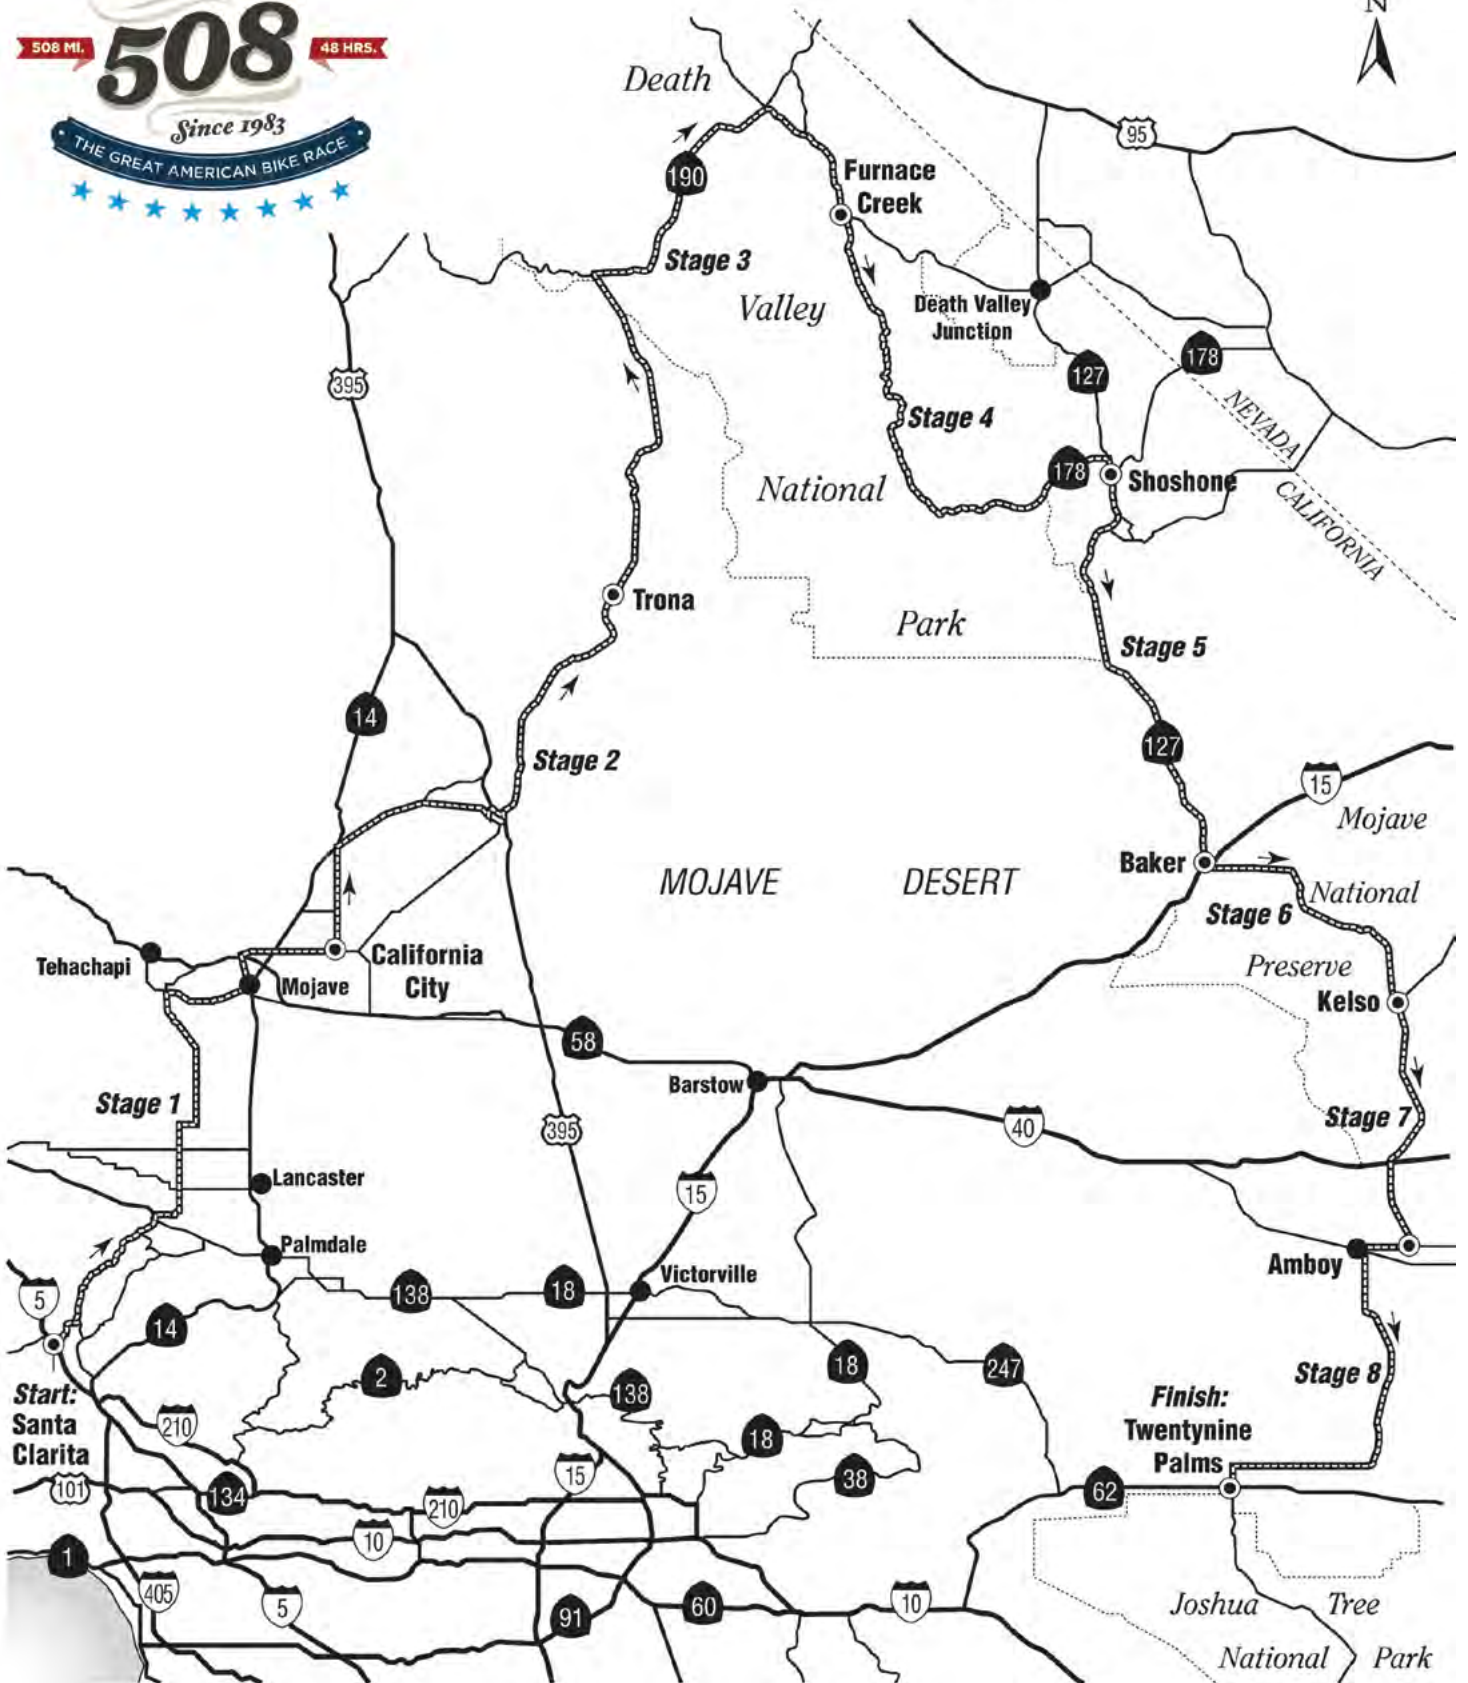 N
508 MI.
508
48 HRS.
Since 1983
THE GREAT AMERICAN BIKE RACE
Death
95
190
Furnace
Creek
Stage 3
Valley
Death Valley
Junction
395
127
178
NEVADA
CALIFORNIA
Stage 4
178
Shoshone
National
Trona
Park
Stage 5
14
127
Stage 2
15
Mojave
Baker
MOJAVE DESERT
National
Stage 6
Tehachapi
California
City
Preserve
Mojave
Kelso
58
Barstow
Stage 1
395
40
Stage 7
Lancaster
15
Palmdale
Amboy
Victorville
5
138
18
14
2
138
18
247
Stage 8
Start:
Santa
Clarita
210
Finish:
Twentynine
Palms
18
15
38
101
134
210
62
10
1
405
5
91
60
10
Joshua Tree
National Park